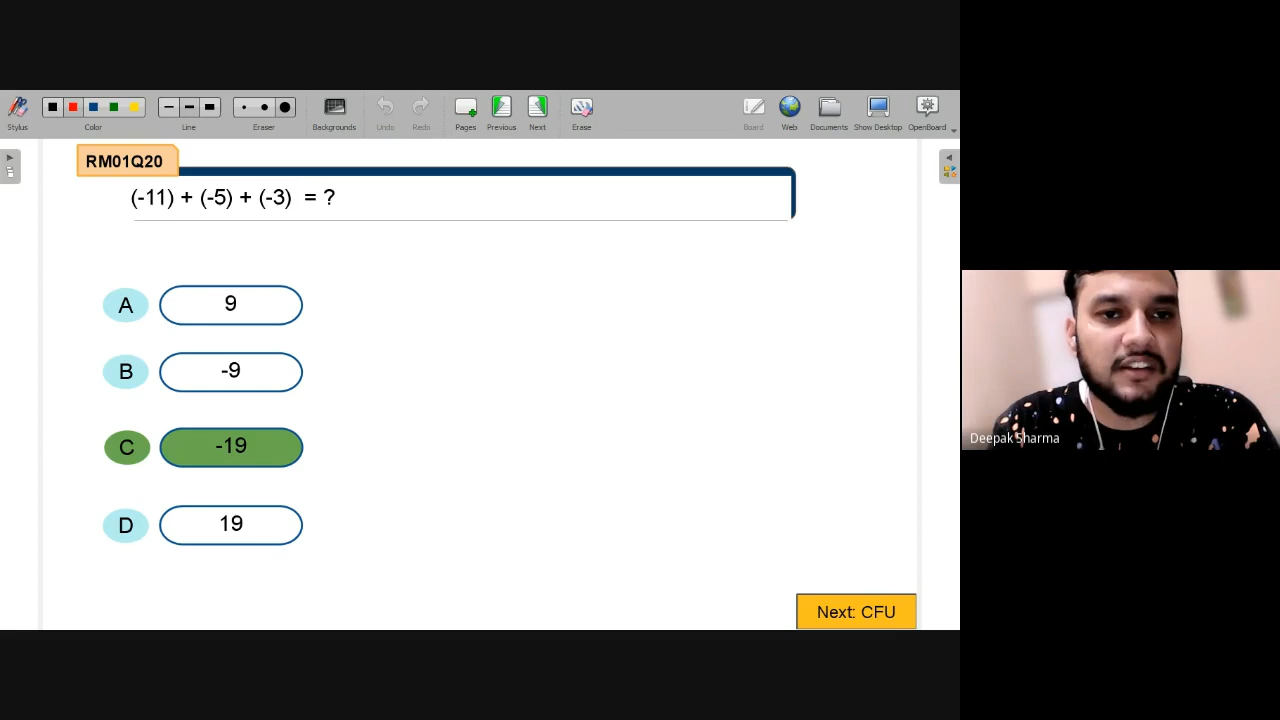 Stylus
Color
Line
Eraser
Backgrounds
Undo
Redo
Pages
Previous
Next
Erase
Board
Web
Documents
Show Desktop
OpenBoard
RM01Q20
(-11) + (-5) + (-3) = ?
A 9
B -9
C -19
D 19
Next: CFU
Deepak Sharma